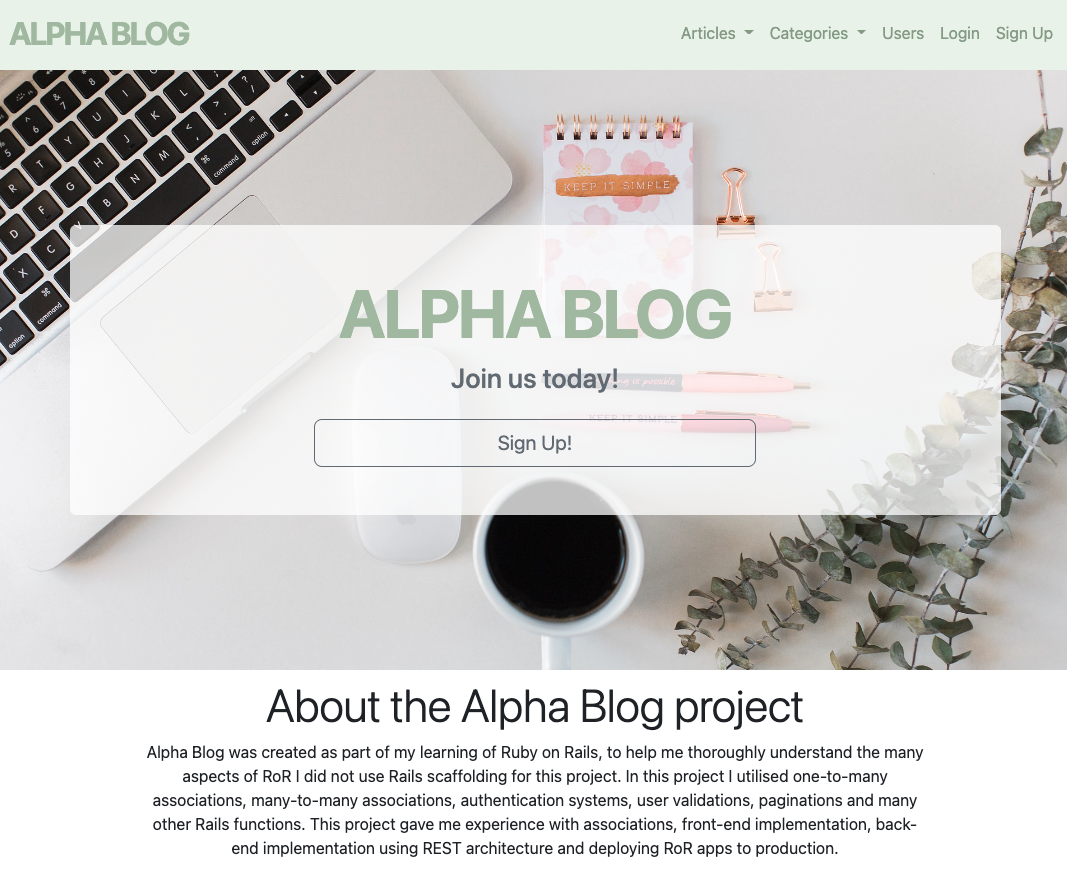 ALPHA BLOG
Articles Categories Users Login Sign Up
KEEP IT SIMPLE
ALPHA BLOG
Join us today!
KEEP IT SIMPLE
Sign Up!
About the Alpha Blog project
Alpha Blog was created as part of my learning of Ruby on Rails, to help me thoroughly understand the many
aspects of RoR I did not use Rails scaffolding for this project. In this project I utilised one-to-many
associations, many-to-many associations, authentication systems, user validations, paginations and many
other Rails functions. This project gave me experience with associations, front-end implementation, back-
end implementation using REST architecture and deploying RoR apps to production.